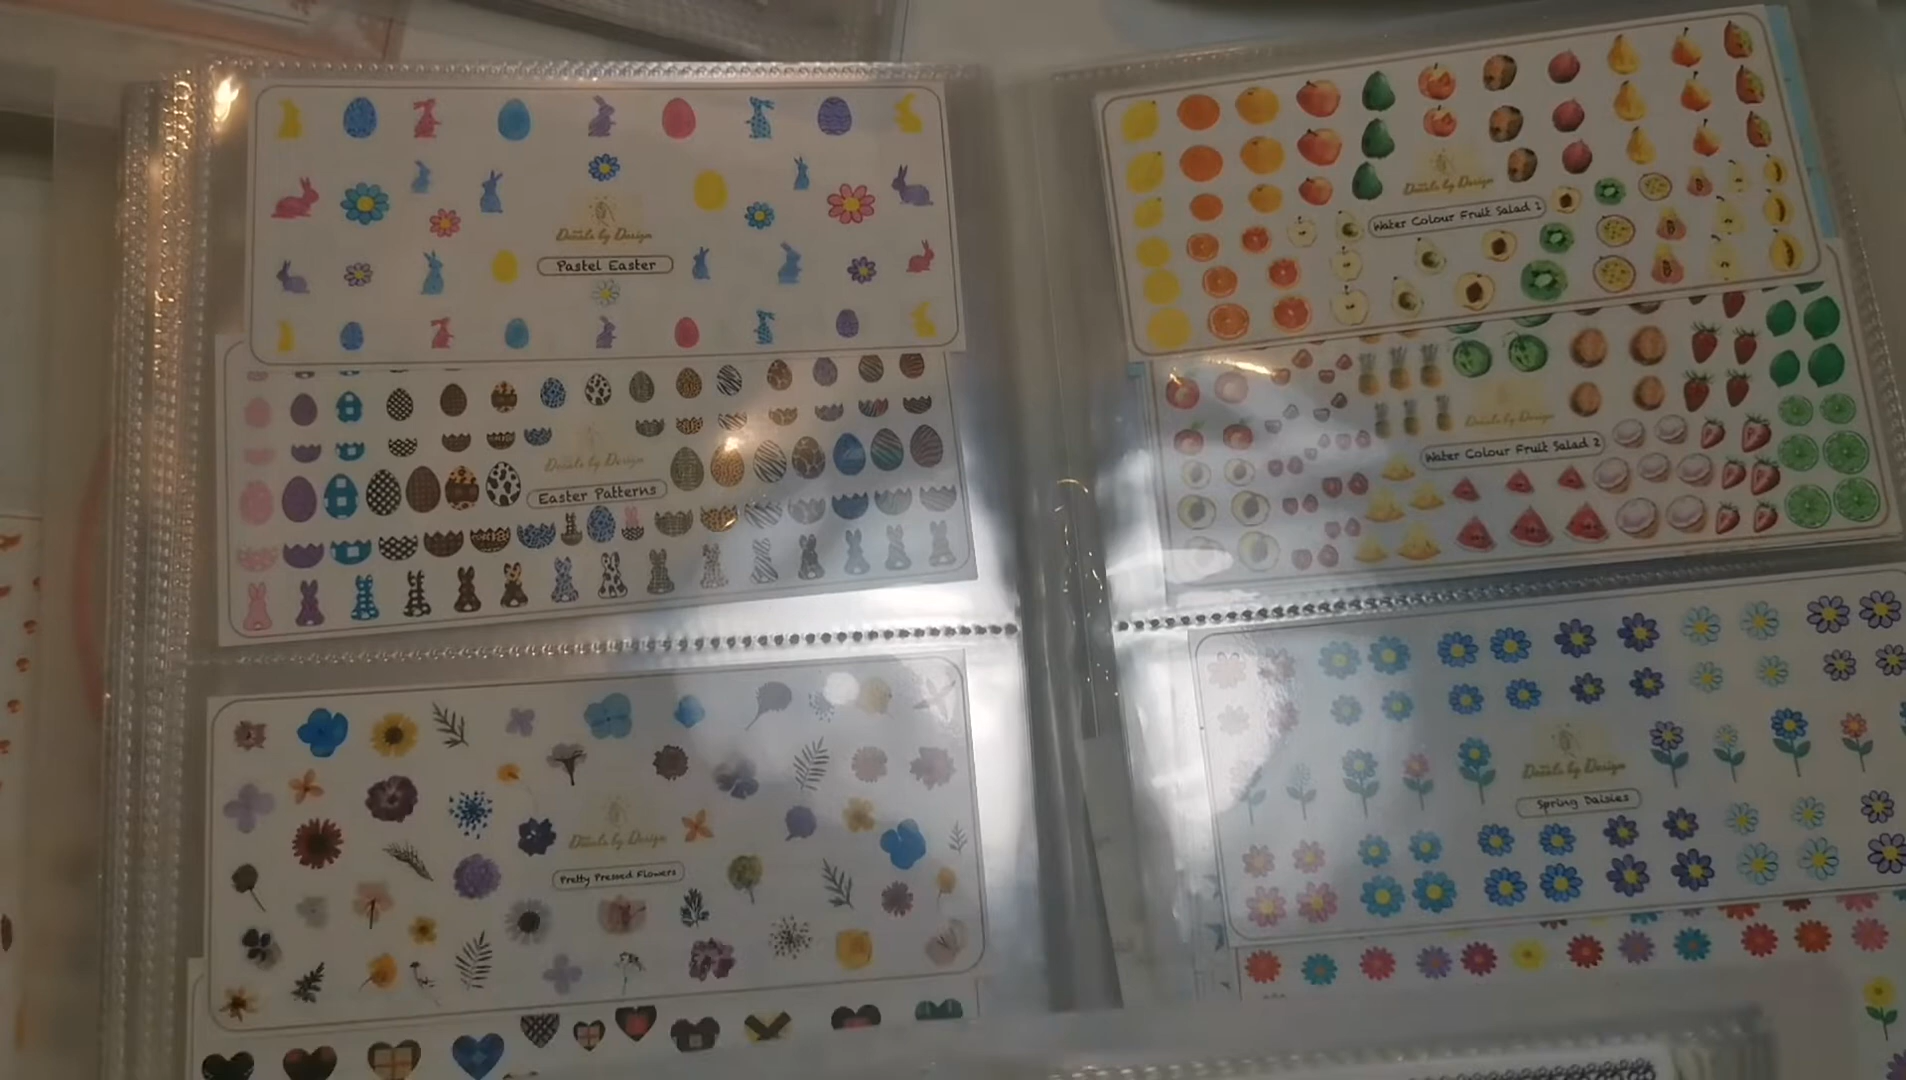 Decals by Design
Pastel Easter
Decals by Design
Easter Patterns
Decals by Design
Pretty Pressed Flowers
Decals by Design
Water Colour Fruit Salad 1
Decals by Design
Water Colour Fruit Salad 2
Decals by Design
Spring Daisies